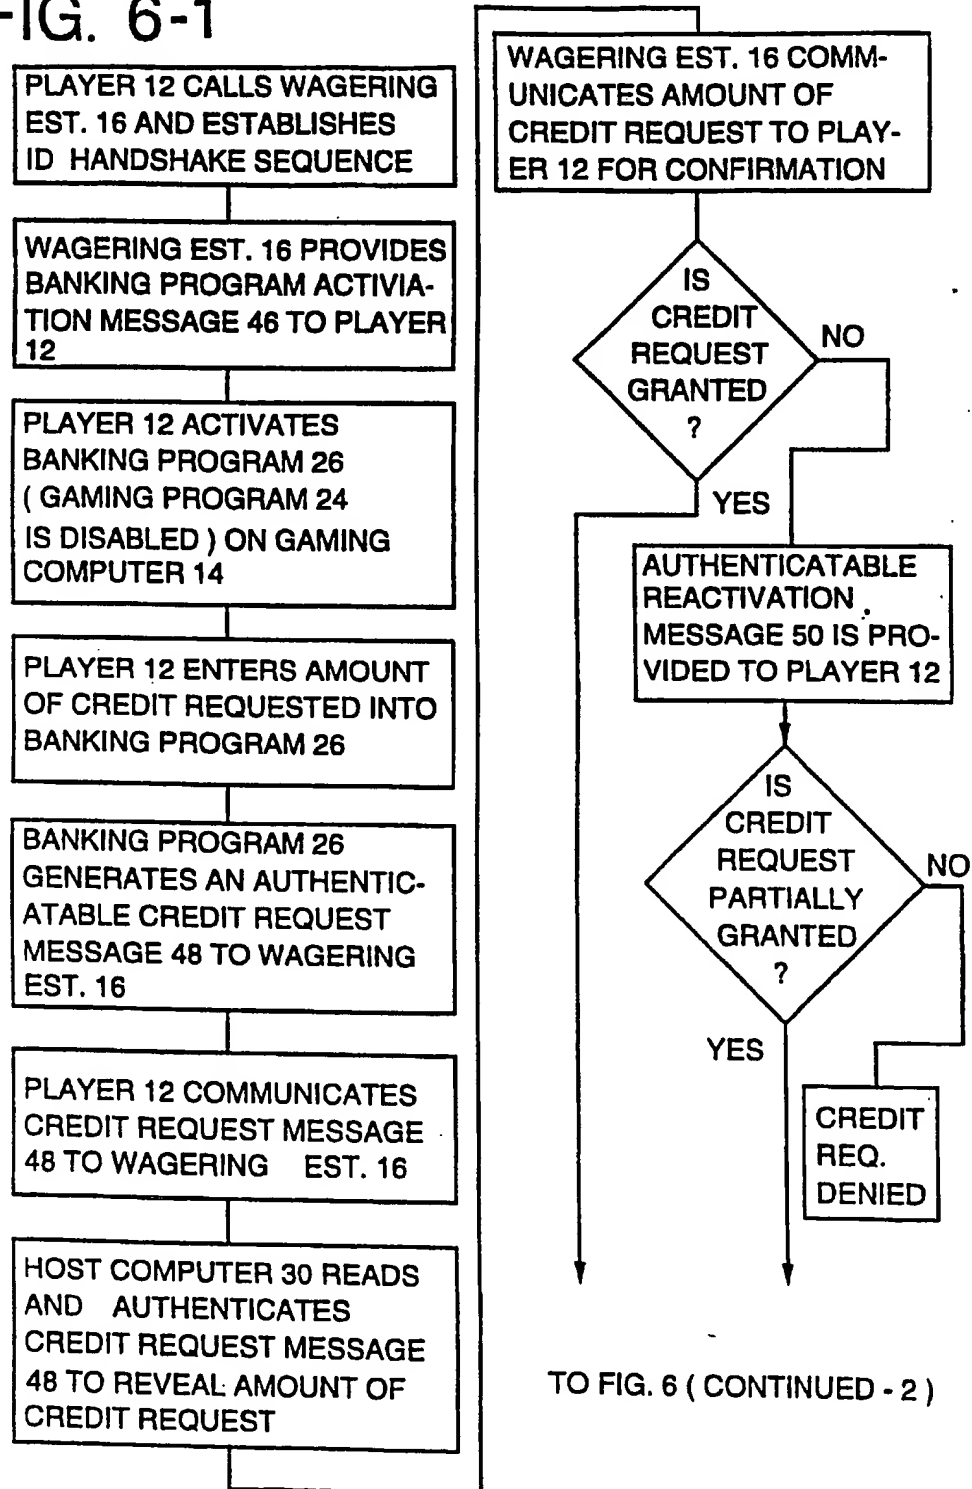 FIG. 6-1
PLAYER 12 CALLS WAGERING
EST. 16 AND ESTABLISHES
ID HANDSHAKE SEQUENCE
WAGERING EST. 16 PROVIDES
BANKING PROGRAM ACTIVIA-
TION MESSAGE 46 TO PLAYER
12
PLAYER 12 ACTIVATES
BANKING PROGRAM 26
( GAMING PROGRAM 24
IS DISABLED ) ON GAMING
COMPUTER 14
PLAYER 12 ENTERS AMOUNT
OF CREDIT REQUESTED INTO
BANKING PROGRAM 26
BANKING PROGRAM 26
GENERATES AN AUTHENTIC-
ATABLE CREDIT REQUEST
MESSAGE 48 TO WAGERING
EST. 16
PLAYER 12 COMMUNICATES
CREDIT REQUEST MESSAGE
48 TO WAGERING EST. 16
HOST COMPUTER 30 READS
AND AUTHENTICATES
CREDIT REQUEST MESSAGE
48 TO REVEAL AMOUNT OF
CREDIT REQUEST
WAGERING EST. 16 COMM-
UNICATES AMOUNT OF
CREDIT REQUEST TO PLAY-
ER 12 FOR CONFIRMATION
IS
CREDIT
REQUEST
GRANTED
?
NO
YES
AUTHENTICATABLE
REACTIVATION
MESSAGE 50 IS PRO-
VIDED TO PLAYER 12
IS
CREDIT
REQUEST
PARTIALLY
GRANTED
?
NO
YES
CREDIT
REQ.
DENIED
TO FIG. 6 ( CONTINUED - 2 )